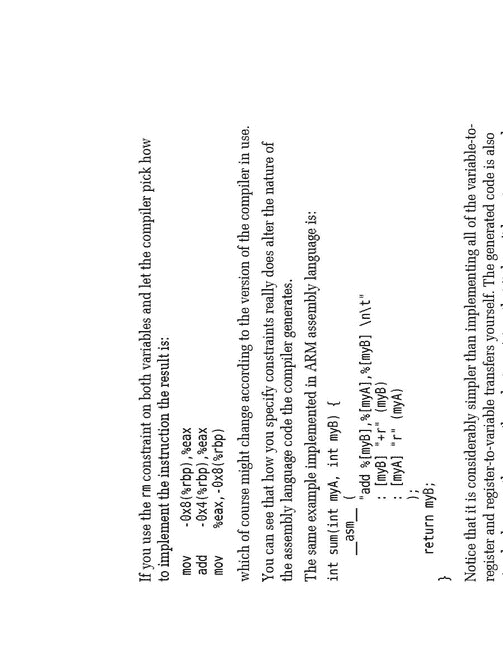 If you use the rm constraint on both variables and let the compiler pick how
to implement the instruction the result is:
mov -0x8(%rbp),%eax
add -0x4(%rbp),%eax
mov %eax,-0x8(%rbp)
which of course might change according to the version of the compiler in use.
You can see that how you specify constraints really does alter the nature of
the assembly language code the compiler generates.
The same example implemented in ARM assembly language is:
int sum(int myA, int myB) {
__asm__ (
"add %[myB],%[myA],%[myB] \n\t"
: [myB] "+r" (myB)
: [myA] "r" (myA)
);
return myB;
}
Notice that it is considerably simpler than implementing all of the variable-to-
register and register-to-variable transfers yourself. The generated code is also